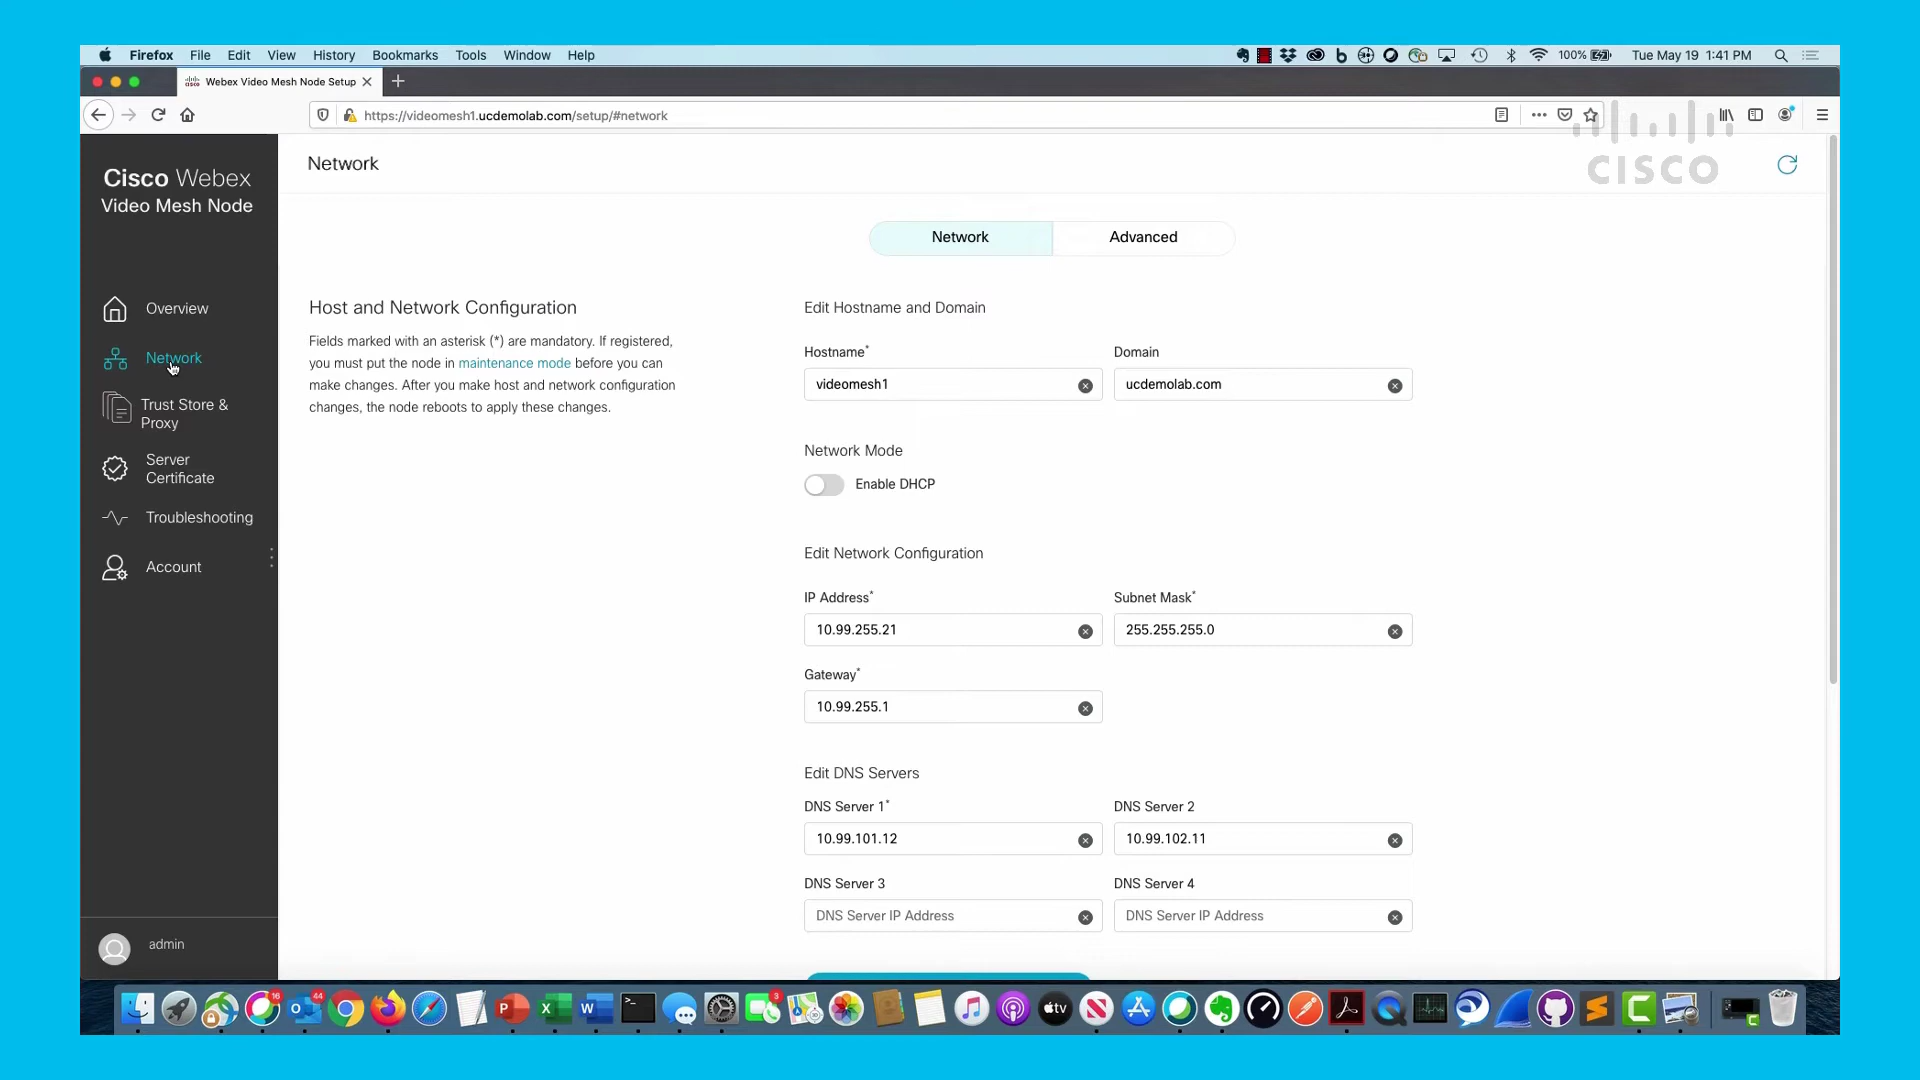 Firefox File Edit View History Bookmarks Tools Window Help 100% Tue May 19 1:41 PM
Webex Video Mesh Node Setup
https://videomesh1.ucdemolab.com/setup/#network
CISCO
Cisco Webex
Video Mesh Node
Overview
Network
Trust Store &
Proxy
Server
Certificate
Troubleshooting
Account
admin
Network
Network Advanced
Host and Network Configuration
Fields marked with an asterisk (*) are mandatory. If registered,
you must put the node in maintenance mode before you can
make changes. After you make host and network configuration
changes, the node reboots to apply these changes.
Edit Hostname and Domain
Hostname* Domain
videomesh1 ucdemolab.com
Network Mode
Enable DHCP
Edit Network Configuration
IP Address* Subnet Mask*
10.99.255.21 255.255.255.0
Gateway*
10.99.255.1
Edit DNS Servers
DNS Server 1* DNS Server 2
10.99.101.12 10.99.102.11
DNS Server 3 DNS Server 4
DNS Server IP Address DNS Server IP Address
16 44 3
tv